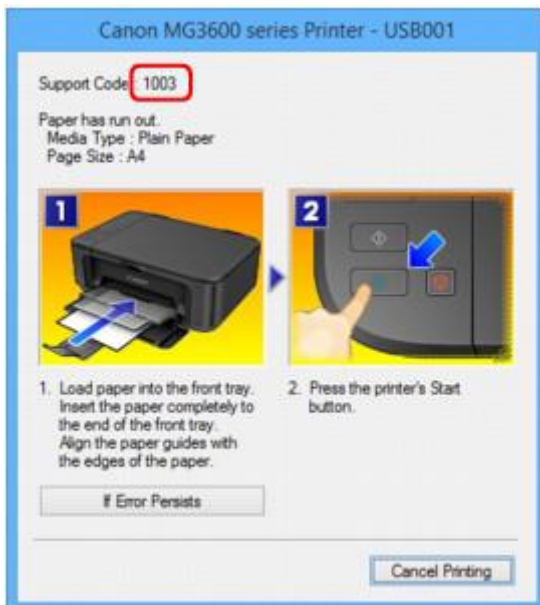 Canon MG3600 series Printer - USB001
Support Code : 1003
Paper has run out.
Media Type : Plain Paper
Page Size : A4
1
2
1. Load paper into the front tray.
Insert the paper completely to
the end of the front tray.
Align the paper guides with
the edges of the paper.
2. Press the printer's Start
button.
If Error Persists
Cancel Printing